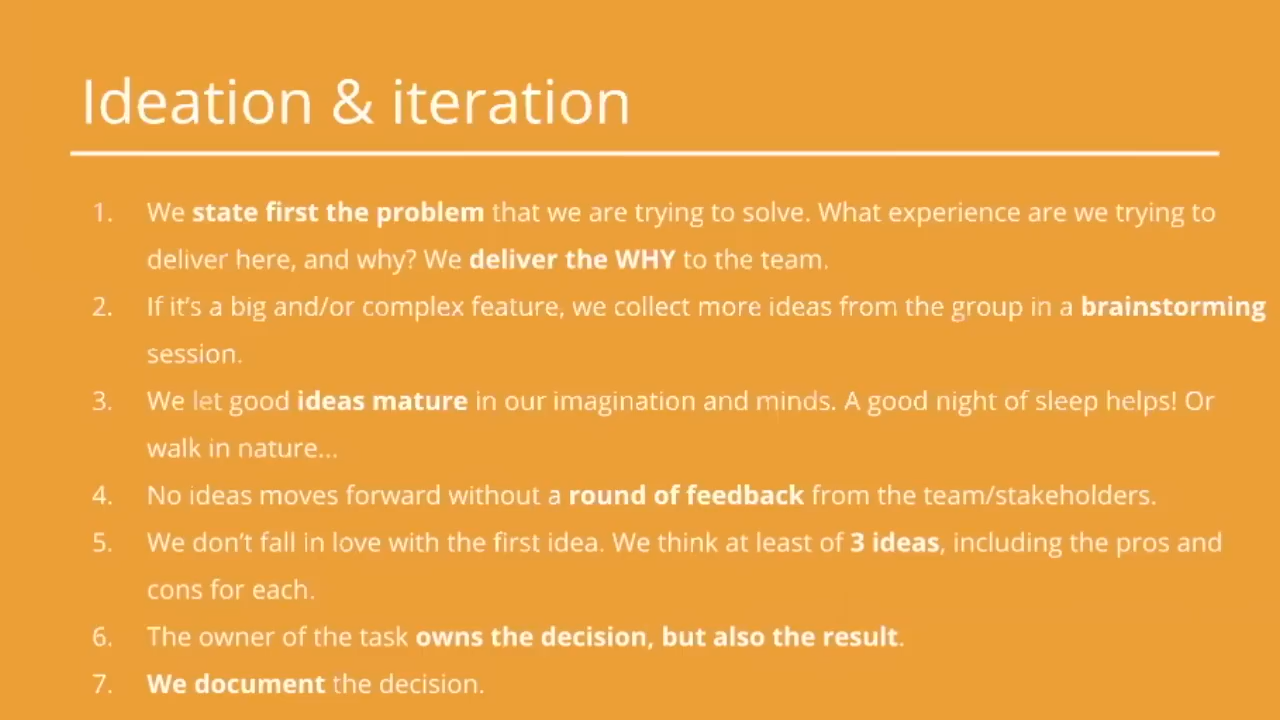 Ideation & iteration
1. We state first the problem that we are trying to solve. What experience are we trying to
deliver here, and why? We deliver the WHY to the team.
2. If it’s a big and/or complex feature, we collect more ideas from the group in a brainstorming
session.
3. We let good ideas mature in our imagination and minds. A good night of sleep helps! Or
walk in nature...
4. No ideas moves forward without a round of feedback from the team/stakeholders.
5. We don’t fall in love with the first idea. We think at least of 3 ideas, including the pros and
cons for each.
6. The owner of the task owns the decision, but also the result.
7. We document the decision.